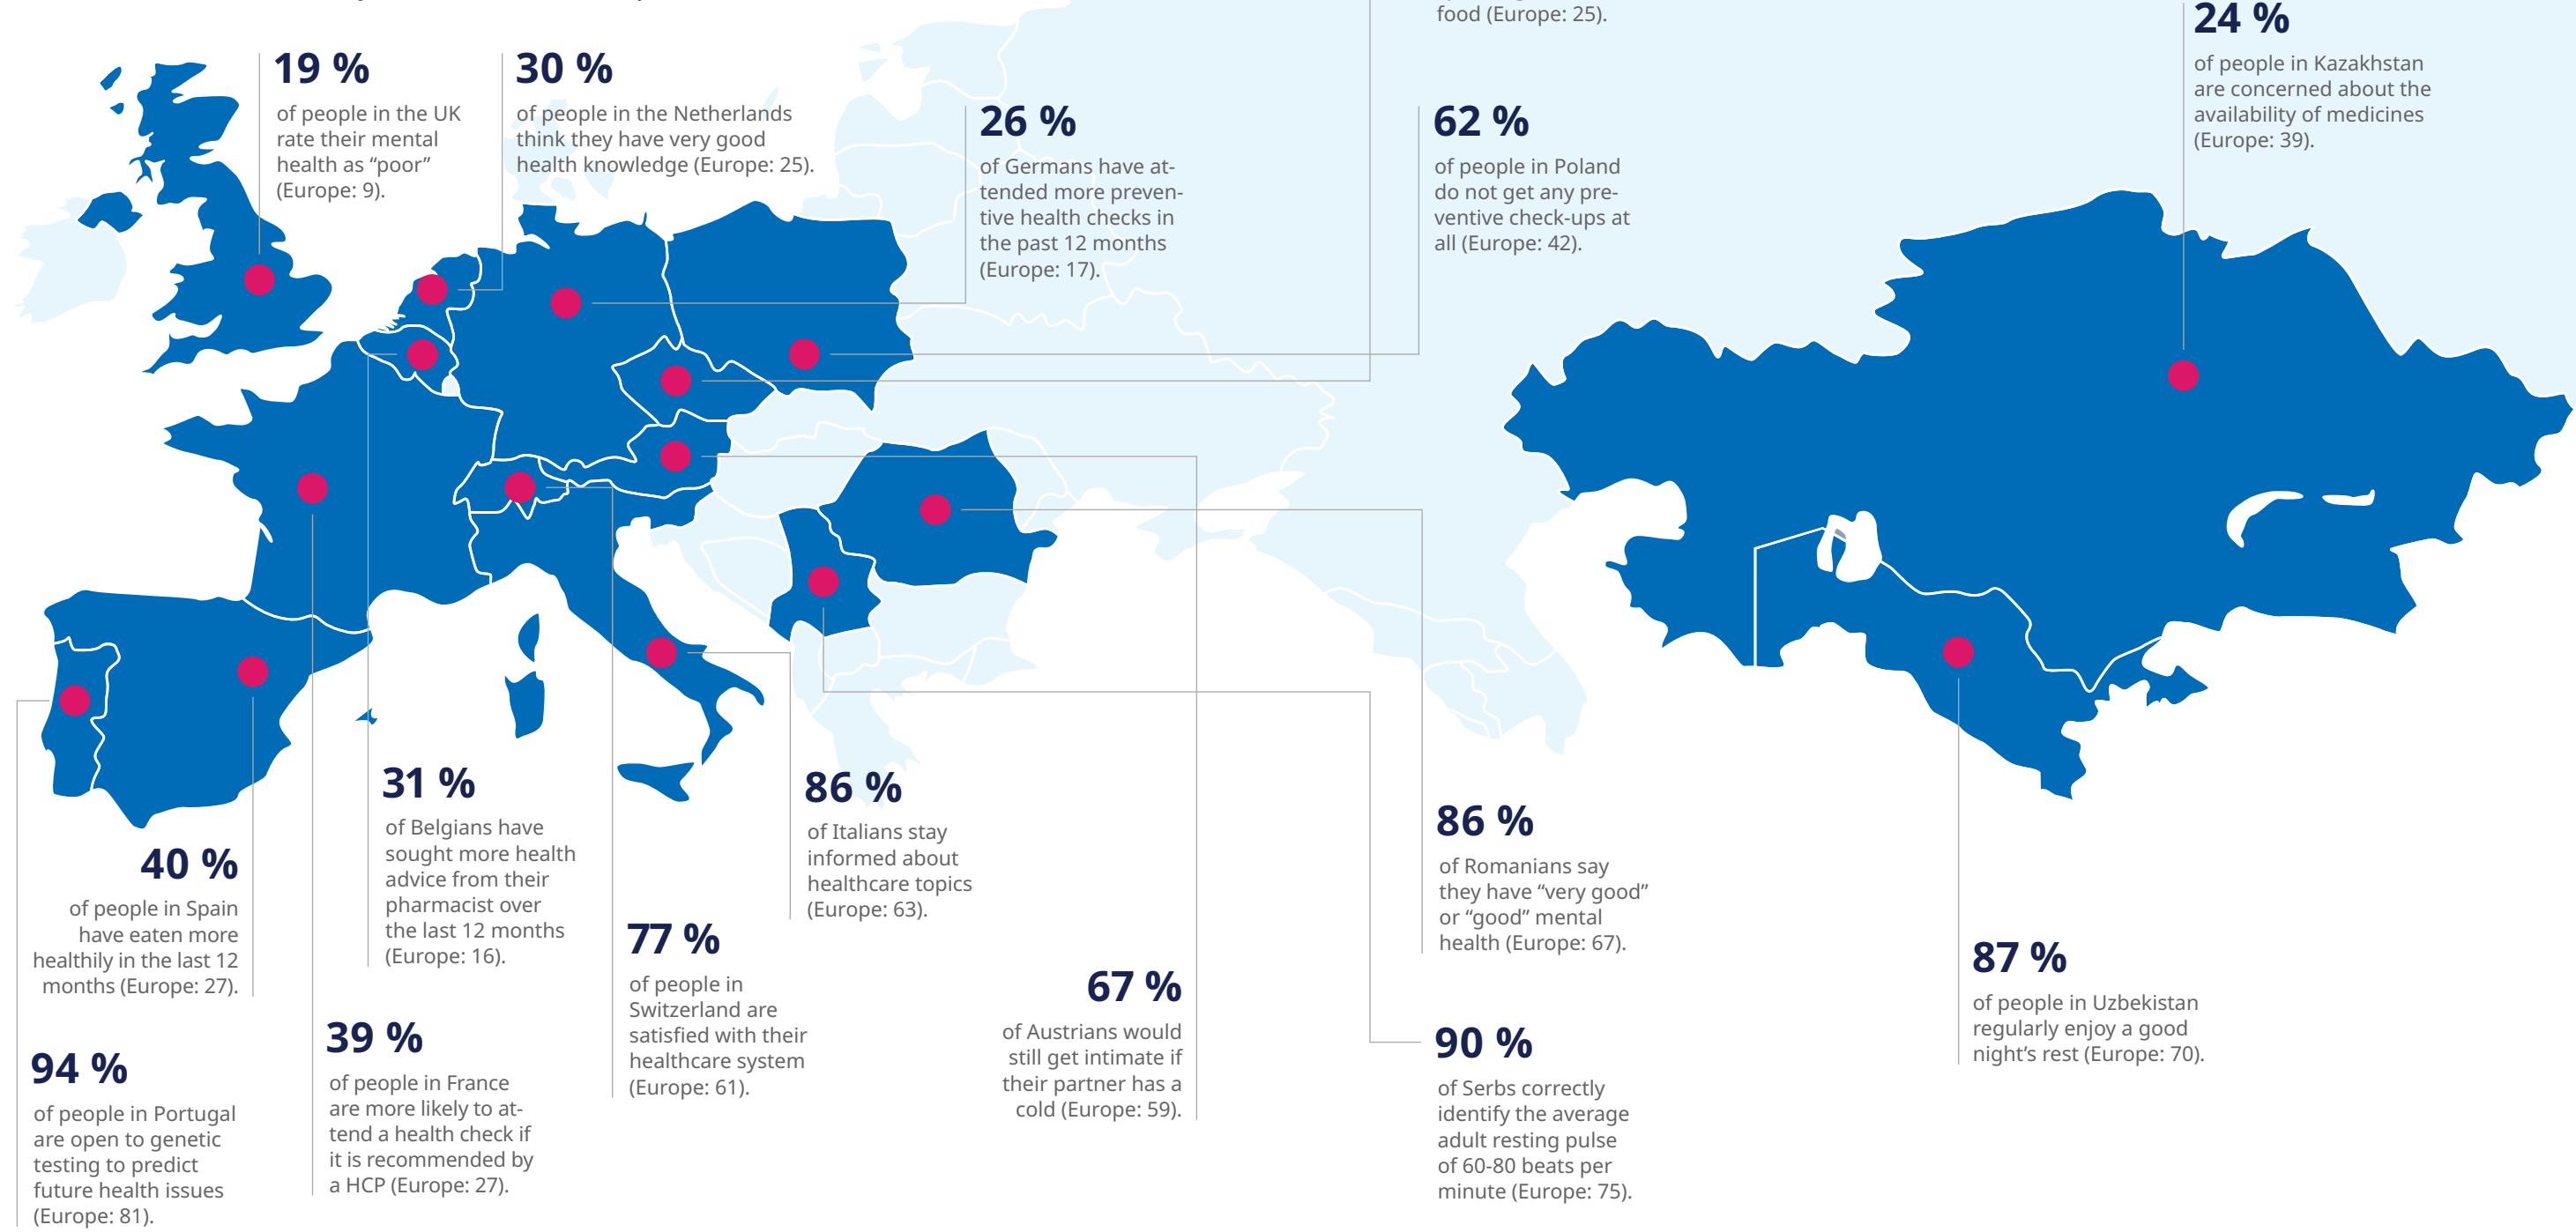 food (Europe: 25).
24 %
of people in Kazakhstan
are concerned about the
availability of medicines
(Europe: 39).
19 %
of people in the UK
rate their mental
health as “poor”
(Europe: 9).
30 %
of people in the Netherlands
think they have very good
health knowledge (Europe: 25).
26 %
of Germans have at-
tended more preven-
tive health checks in
the past 12 months
(Europe: 17).
62 %
of people in Poland
do not get any pre-
ventive check-ups at
all (Europe: 42).
40 %
of people in Spain
have eaten more
healthily in the last 12
months (Europe: 27).
94 %
of people in Portugal
are open to genetic
testing to predict
future health issues
(Europe: 81).
31 %
of Belgians have
sought more health
advice from their
pharmacist over
the last 12 months
(Europe: 16).
39 %
of people in France
are more likely to at-
tend a health check if
it is recommended by
a HCP (Europe: 27).
77 %
of people in
Switzerland are
satisfied with their
healthcare system
(Europe: 61).
86 %
of Italians stay
informed about
healthcare topics
(Europe: 63).
67 %
of Austrians would
still get intimate if
their partner has a
cold (Europe: 59).
86 %
of Romanians say
they have “very good”
or “good” mental
health (Europe: 67).
90 %
of Serbs correctly
identify the average
adult resting pulse
of 60-80 beats per
minute (Europe: 75).
87 %
of people in Uzbekistan
regularly enjoy a good
night’s rest (Europe: 70).